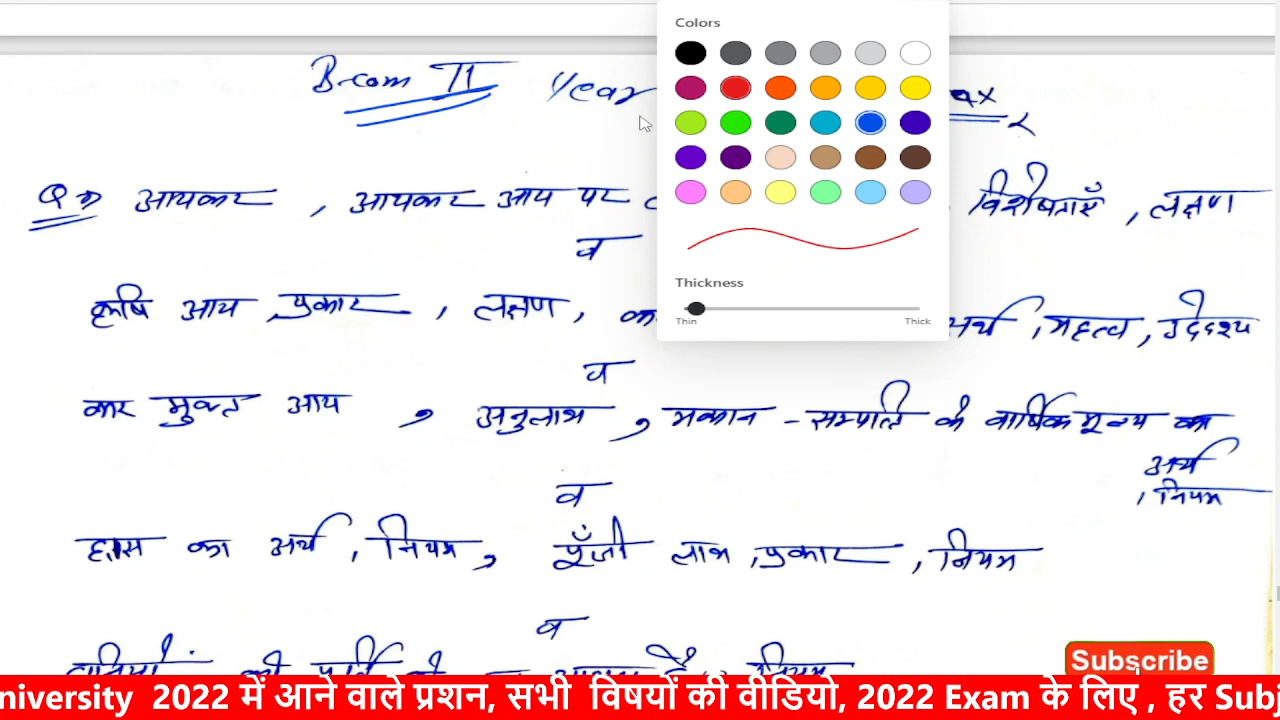 Colors
B.com II Year ax
Q ⇒ आयकर , आयकर आय पर विशेषताएँ , लक्षण
व
कृषि आय प्रकार , लक्षण , अर्थ , महत्व , उद्देश्य
Thickness
Thin Thick
व
कर मुक्त आय , अनुलाभ , मकान - सम्पत्ति के वार्षिक मूल्य का
अर्थ
, नियम
व
ह्रास का अर्थ , नियम , पूँजी लाभ , प्रकार , नियम
व
हानियों की पूर्ति नियम
Subscribe
niversity 2022 में आने वाले प्रशन, सभी विषयों की वीडियो, 2022 Exam के लिए , हर Subj